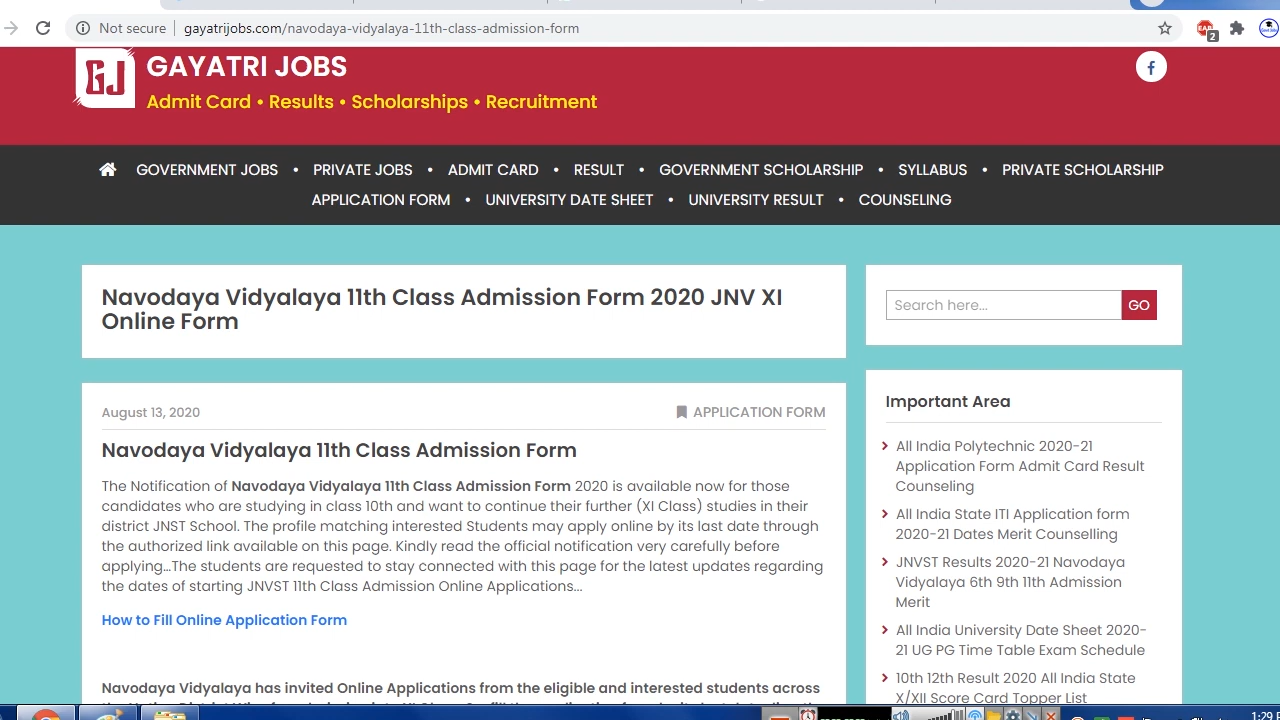 Not secure | gayatrijobs.com/navodaya-vidyalaya-11th-class-admission-form
2
GJ
GAYATRI JOBS
Admit Card • Results • Scholarships • Recruitment
GOVERNMENT JOBS • PRIVATE JOBS • ADMIT CARD • RESULT • GOVERNMENT SCHOLARSHIP • SYLLABUS • PRIVATE SCHOLARSHIP
APPLICATION FORM • UNIVERSITY DATE SHEET • UNIVERSITY RESULT • COUNSELING
Navodaya Vidyalaya 11th Class Admission Form 2020 JNV XI
Online Form
August 13, 2020
APPLICATION FORM
Navodaya Vidyalaya 11th Class Admission Form
The Notification of Navodaya Vidyalaya 11th Class Admission Form 2020 is available now for those
candidates who are studying in class 10th and want to continue their further (XI Class) studies in their
district JNST School. The profile matching interested Students may apply online by its last date through
the authorized link available on this page. Kindly read the official notification very carefully before
applying…The students are requested to stay connected with this page for the latest updates regarding
the dates of starting JNVST 11th Class Admission Online Applications…
How to Fill Online Application Form
Navodaya Vidyalaya has invited Online Applications from the eligible and interested students across
Search here...
GO
Important Area
All India Polytechnic 2020-21
Application Form Admit Card Result
Counseling
All India State ITI Application form
2020-21 Dates Merit Counselling
JNVST Results 2020-21 Navodaya
Vidyalaya 6th 9th 11th Admission
Merit
All India University Date Sheet 2020-
21 UG PG Time Table Exam Schedule
10th 12th Result 2020 All India State
X/XII Score Card Topper List